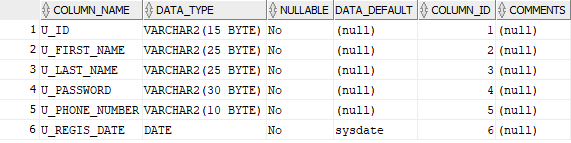 COLUMN_NAME DATA_TYPE NULLABLE DATA_DEFAULT COLUMN_ID COMMENTS
1 U_ID VARCHAR2(15 BYTE) No (null) 1 (null)
2 U_FIRST_NAME VARCHAR2(25 BYTE) No (null) 2 (null)
3 U_LAST_NAME VARCHAR2(25 BYTE) No (null) 3 (null)
4 U_PASSWORD VARCHAR2(30 BYTE) No (null) 4 (null)
5 U_PHONE_NUMBER VARCHAR2(10 BYTE) No (null) 5 (null)
6 U_REGIS_DATE DATE No sysdate 6 (null)